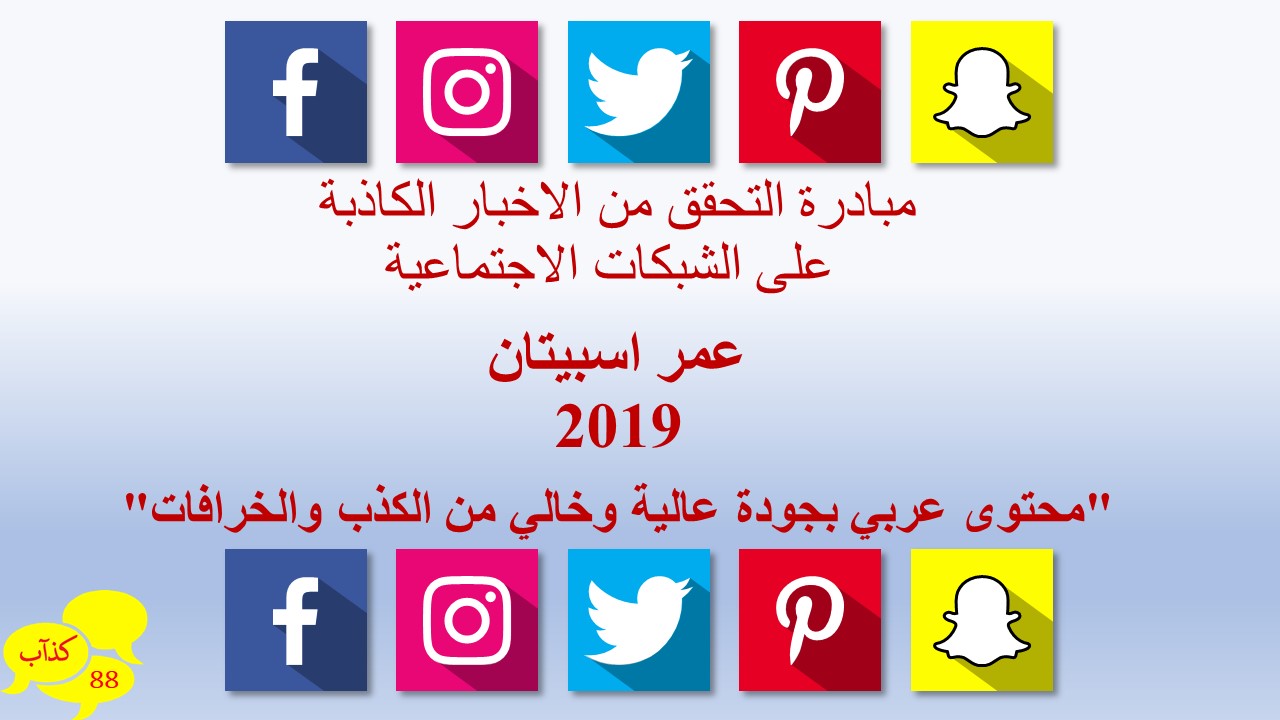 مبادرة التحقق من الاخبار الكاذبة
على الشبكات الاجتماعية
عمر اسبيتان
2019
"محتوى عربي بجودة عالية وخالي من الكذب والخرافات"
كذآب
88